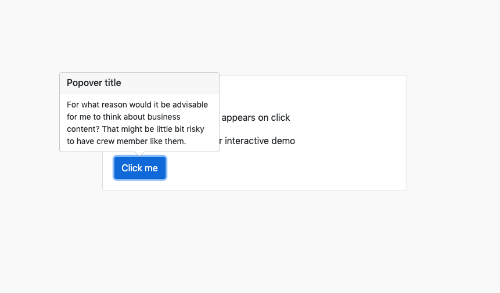 Popover title
For what reason would it be advisable
for me to think about business
content? That might be little bit risky
to have crew member like them.
appears on click
interactive demo
Click me